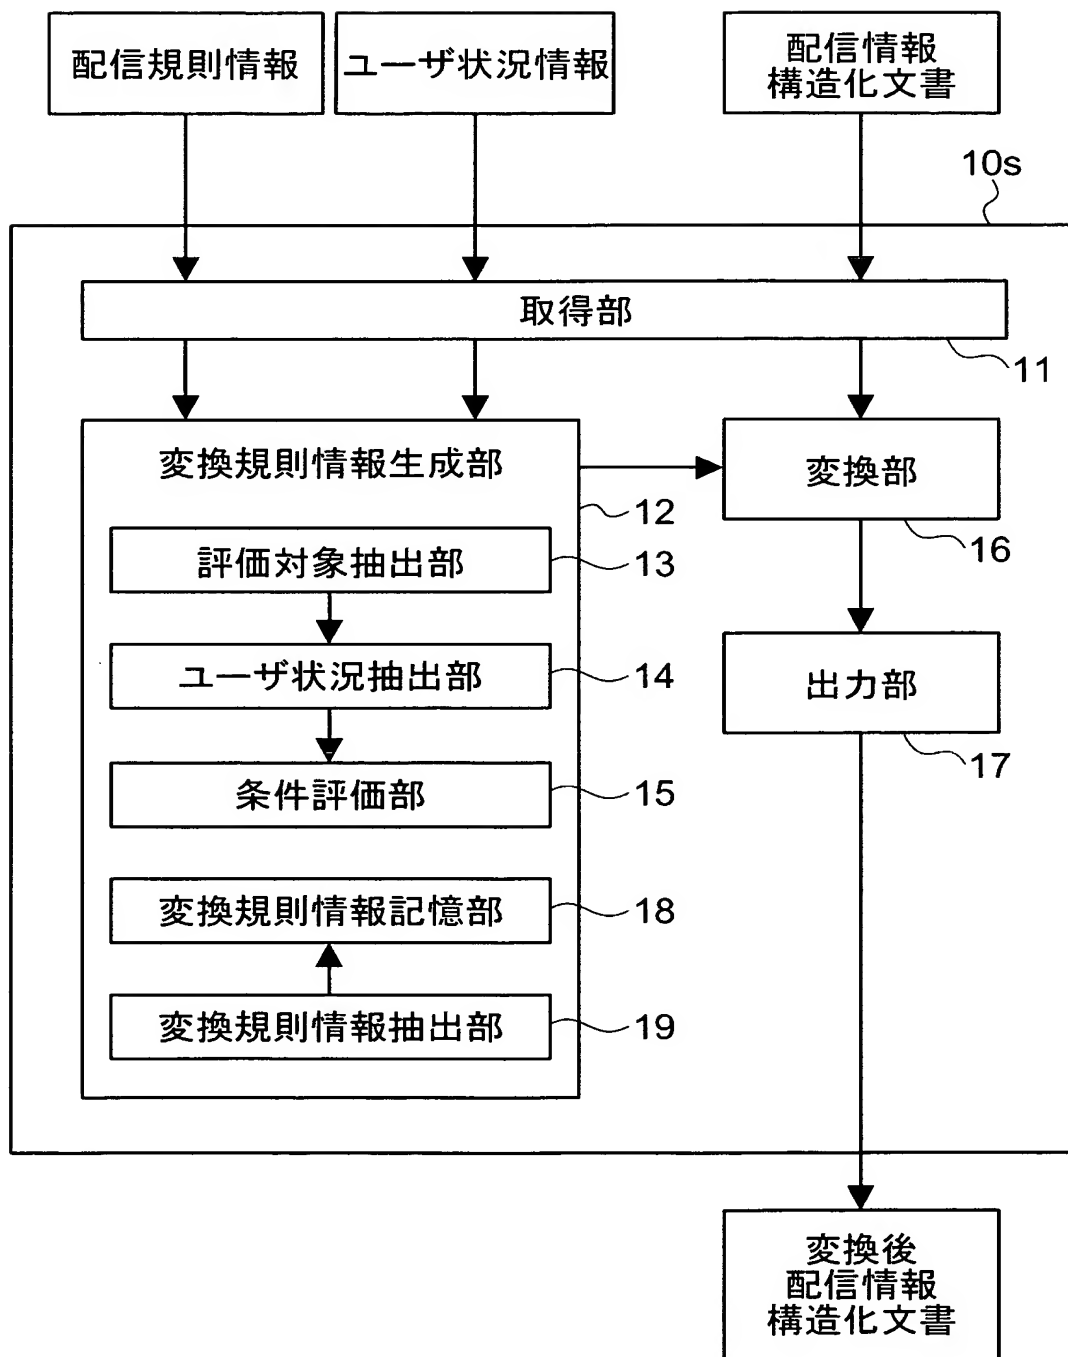 配信規則情報
ユーザ状況情報
配信情報
構造化文書
10s
取得部
11
変換規則情報生成部
12
変換部
16
評価対象抽出部
13
ユーザ状況抽出部
14
出力部
17
条件評価部
15
変換規則情報記憶部
18
変換規則情報抽出部
19
変換後
配信情報
構造化文書